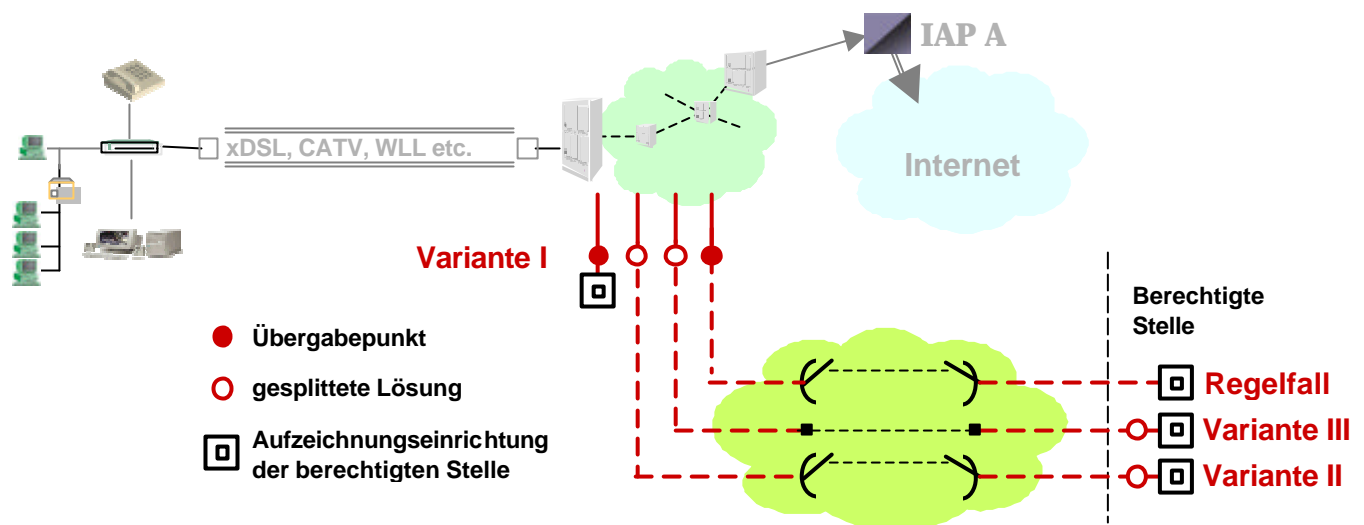 IAP A
xDSL, CATV, WLL etc.
Internet
Variante I
Berechtigte
Stelle
Übergabepunkt
gesplittete Lösung
Aufzeichnungseinrichtung
der berechtigten Stelle
Regelfall
Variante III
Variante II